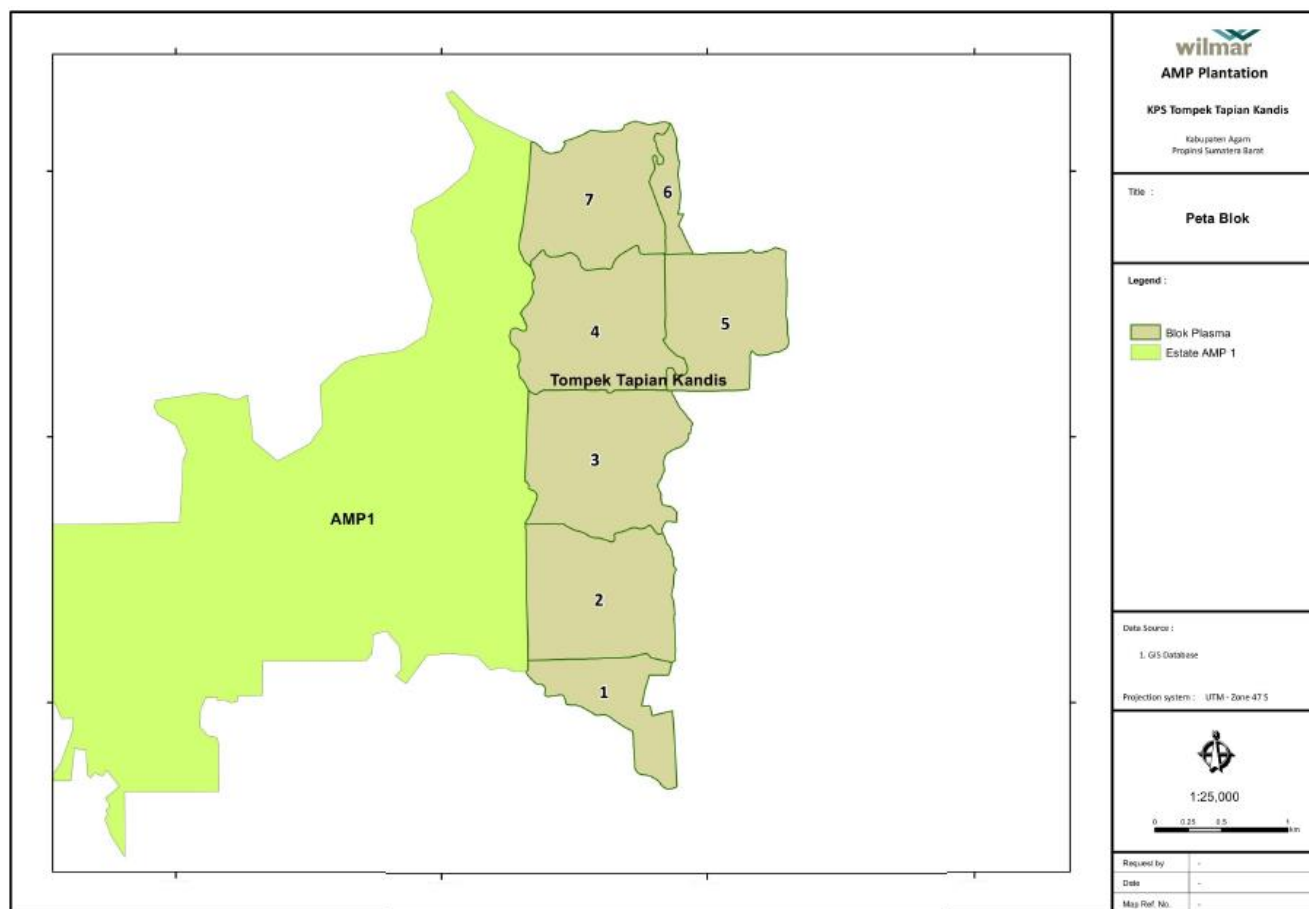 7
6
4
5
Tompek Tapian Kandis
3
AMP1
2
1
wilmar
AMP Plantation
KPS Tompek Tapian Kandis
Kabupaten Agam
Propinsi Sumatera Barat
Title :
Peta Blok
Legend :
Blok Plasma
Estate AMP 1
Data Source :
1. GIS Database
Projection system : UTM - Zone 47 S
1:25,000
0 0.25 0.5 1
km
Request by -
Date -
Map Ref. No. -